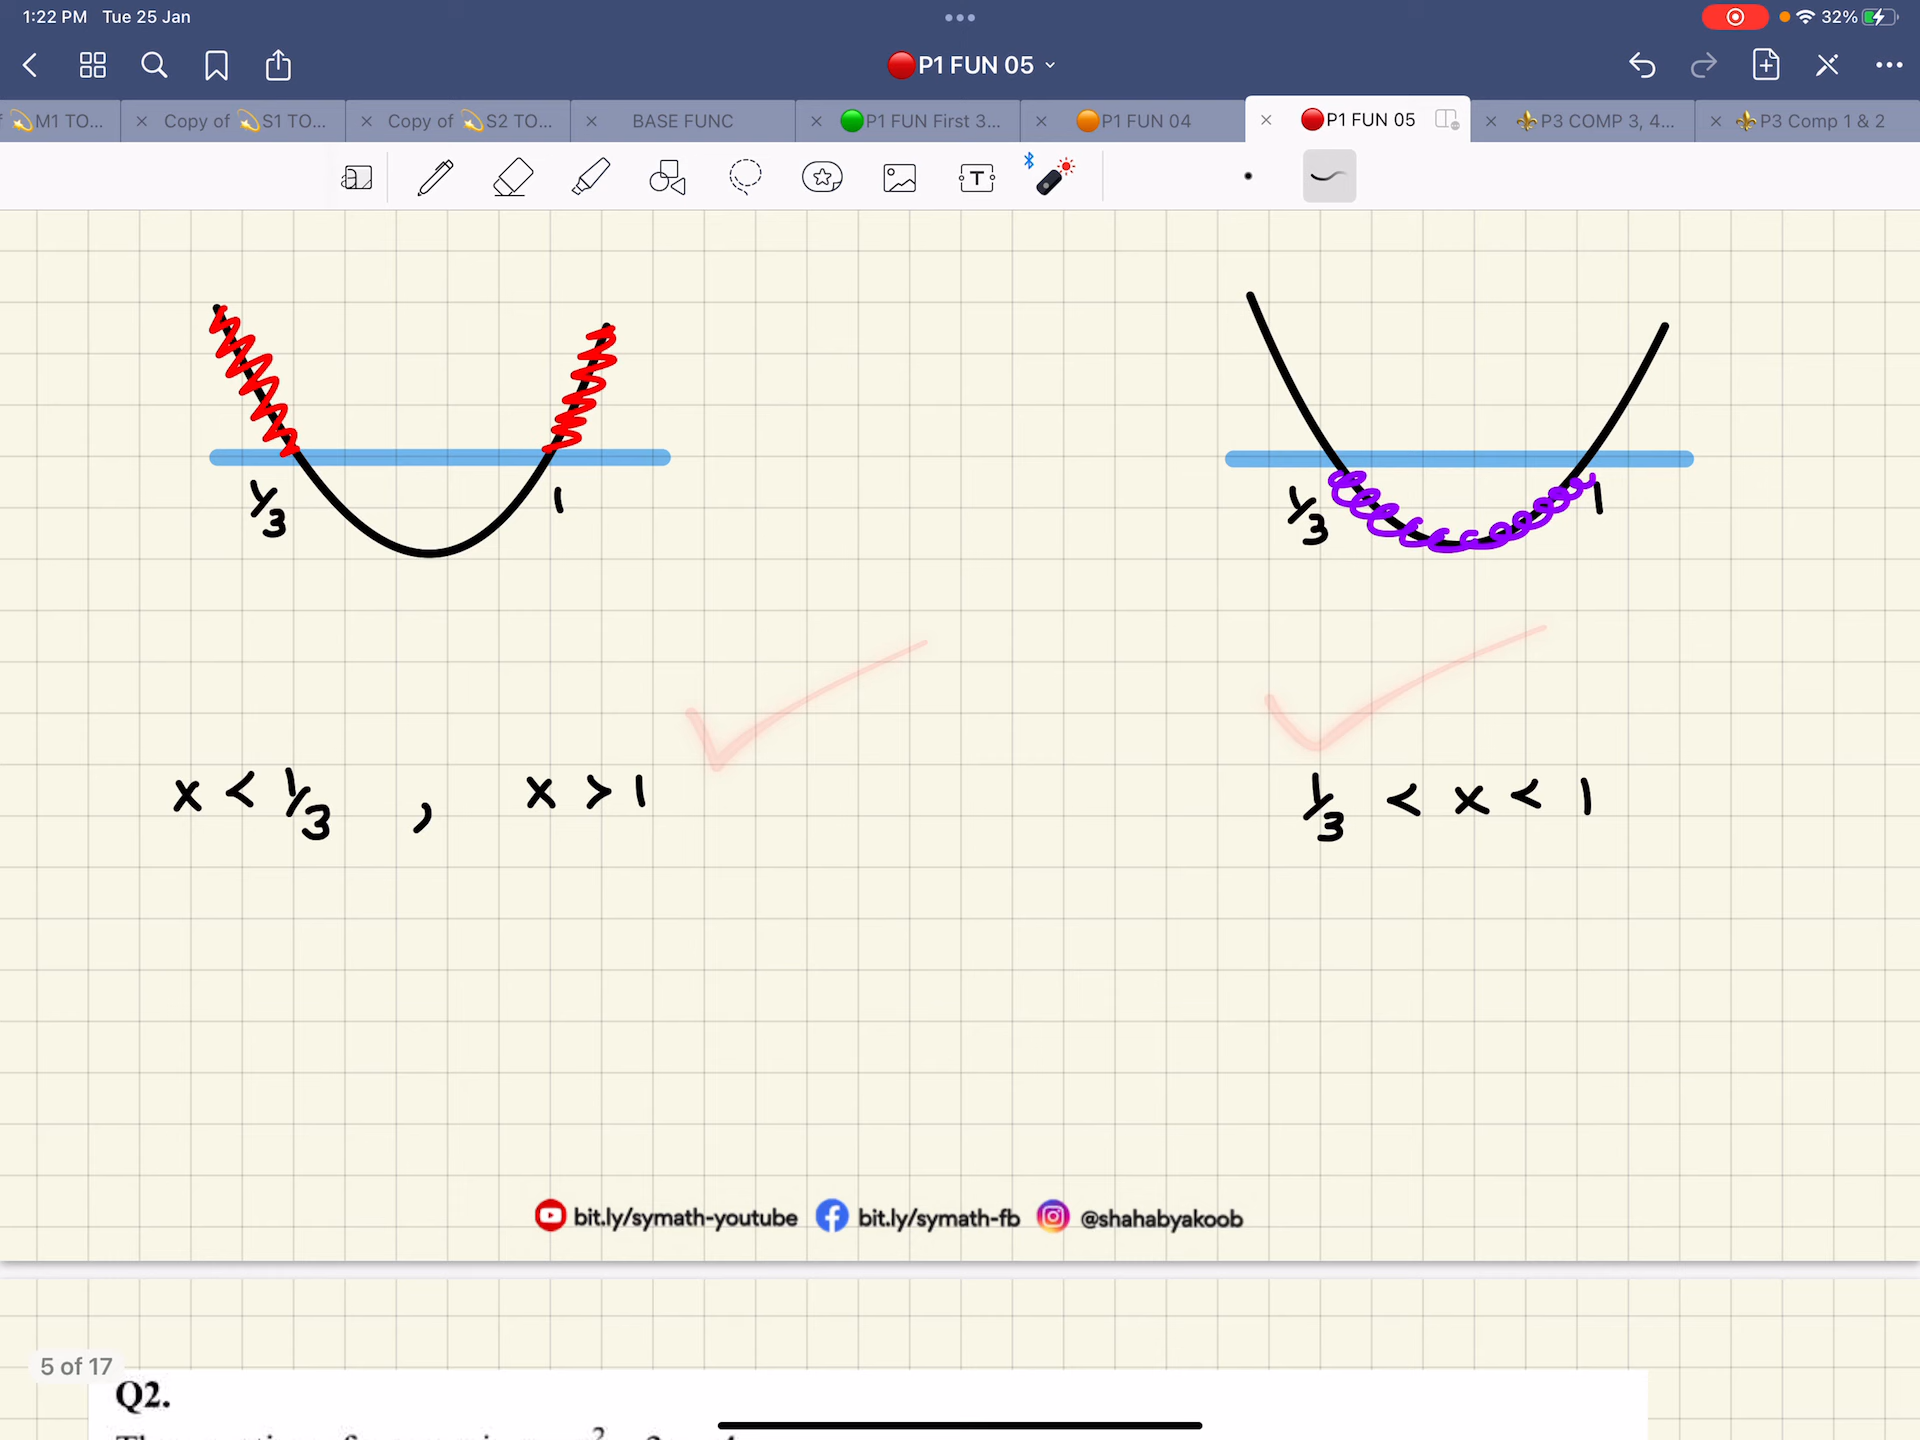 1:22 PM Tue 25 Jan
32%
P1 FUN 05
M1 TO...
Copy of S1 TO...
Copy of S2 TO...
BASE FUNC
P1 FUN First 3...
P1 FUN 04
P1 FUN 05
P3 COMP 3, 4...
P3 Comp 1 & 2
1/3 1
1/3 1
x < 1/3 , x > 1
1/3 < x < 1
bit.ly/symath-youtube bit.ly/symath-fb @shahabyakoob
5 of 17
Q2.